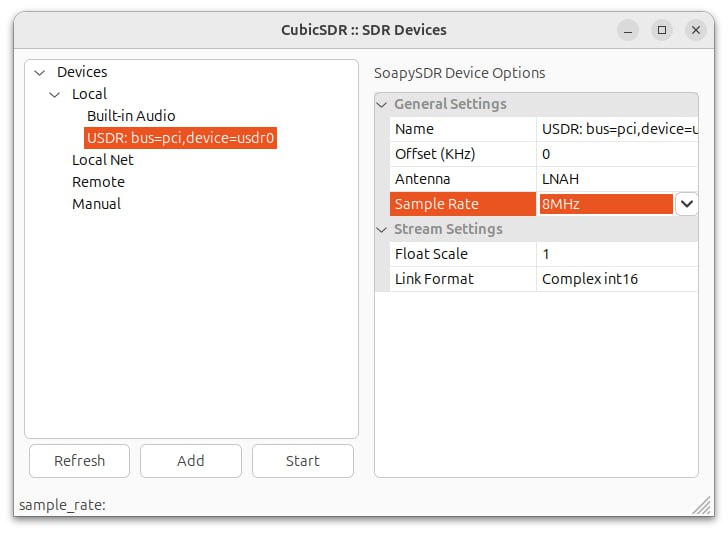 CubicSDR :: SDR Devices
Devices
Local
Built-in Audio
USDR: bus=pci,device=usdr0
Local Net
Remote
Manual
Refresh
Add
Start
SoapySDR Device Options
General Settings
Name USDR: bus=pci,device=u
Offset (KHz) 0
Antenna LNAH
Sample Rate 8MHz
Stream Settings
Float Scale 1
Link Format Complex int16
sample_rate: